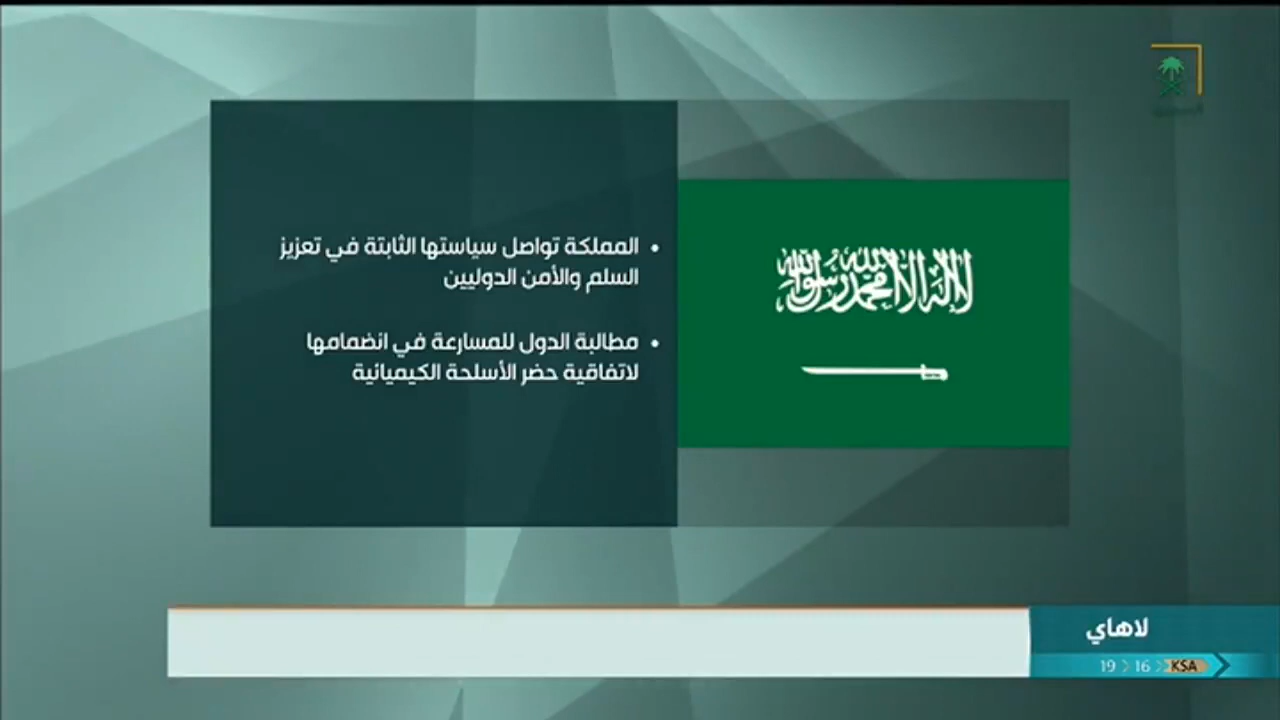 • المملكة تواصل سياستها الثابتة في تعزيز
السلم والأمن الدوليين
• مطالبة الدول للمسارعة في انضمامها
لاتفاقية حضر الأسلحة الكيميائية
لا إله إلا الله محمد رسول الله
لاهاي
19 16 KSA